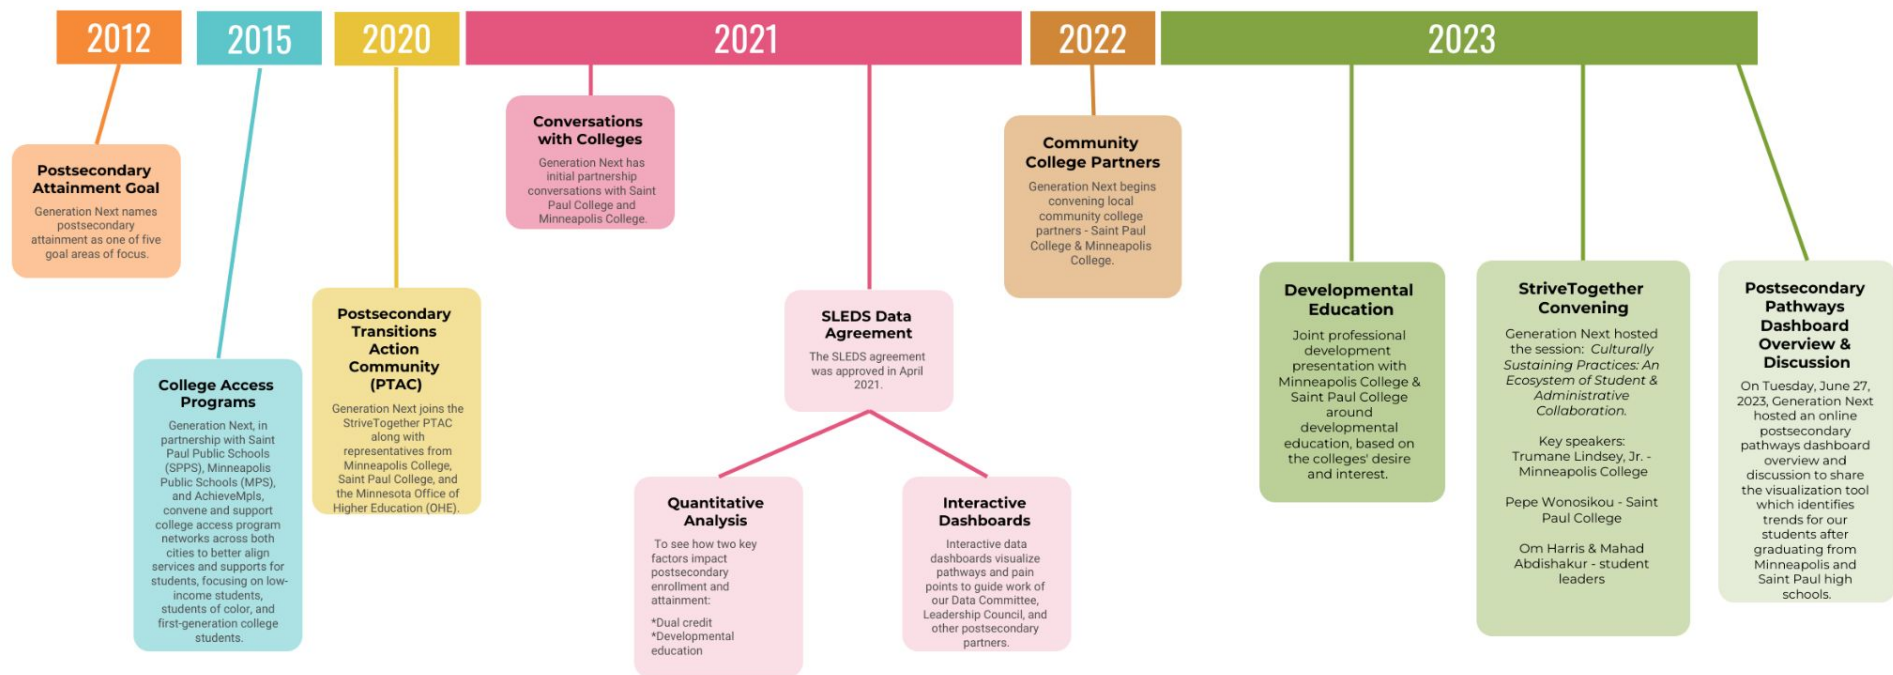 2012
2015
2020
2021
2022
2023
Postsecondary
Attainment Goal
Generation Next names
postsecondary
attainment as one of five
goal areas of focus.
College Access
Programs
Generation Next, in
partnership with Saint
Paul Public Schools
(SPPS), Minneapolis
Public Schools (MPS),
and AchieveMpls,
convene and support
college access program
networks across both
cities to better align
services and supports for
students, focusing on low-
income students,
students of color, and
first-generation college
students.
Postsecondary
Transitions
Action
Community
(PTAC)
Generation Next joins the
StriveTogether PTAC
along with
representatives from
Minneapolis College,
Saint Paul College, and
the Minnesota Office of
Higher Education (OHE).
Conversations
with Colleges
Generation Next has
initial partnership
conversations with Saint
Paul College and
Minneapolis College.
SLEDS Data
Agreement
The SLEDS agreement
was approved in April
2021.
Quantitative
Analysis
To see how two key
factors impact
postsecondary
enrollment and
attainment:
*Dual credit
*Developmental
education
Interactive
Dashboards
Interactive data
dashboards visualize
pathways and pain
points to guide work of
our Data Committee,
Leadership Council, and
other postsecondary
partners.
Community
College Partners
Generation Next begins
convening local
community college
partners - Saint Paul
College & Minneapolis
College.
Developmental
Education
Joint professional
development
presentation with
Minneapolis College &
Saint Paul College
around
developmental
education, based on
the colleges' desire
and interest.
StriveTogether
Convening
Generation Next hosted
the session: Culturally
Sustaining Practices: An
Ecosystem of Student &
Administrative
Collaboration.
Key speakers:
Trumane Lindsey, Jr. -
Minneapolis College
Pepe Wonosikou - Saint
Paul College
Om Harris & Mahad
Abdishakur - student
leaders
Postsecondary
Pathways
Dashboard
Overview &
Discussion
On Tuesday, June 27,
2023, Generation Next
hosted an online
postsecondary
pathways dashboard
overview and
discussion to share
the visualization tool
which identifies
trends for our
students after
graduating from
Minneapolis and
Saint Paul high
schools.